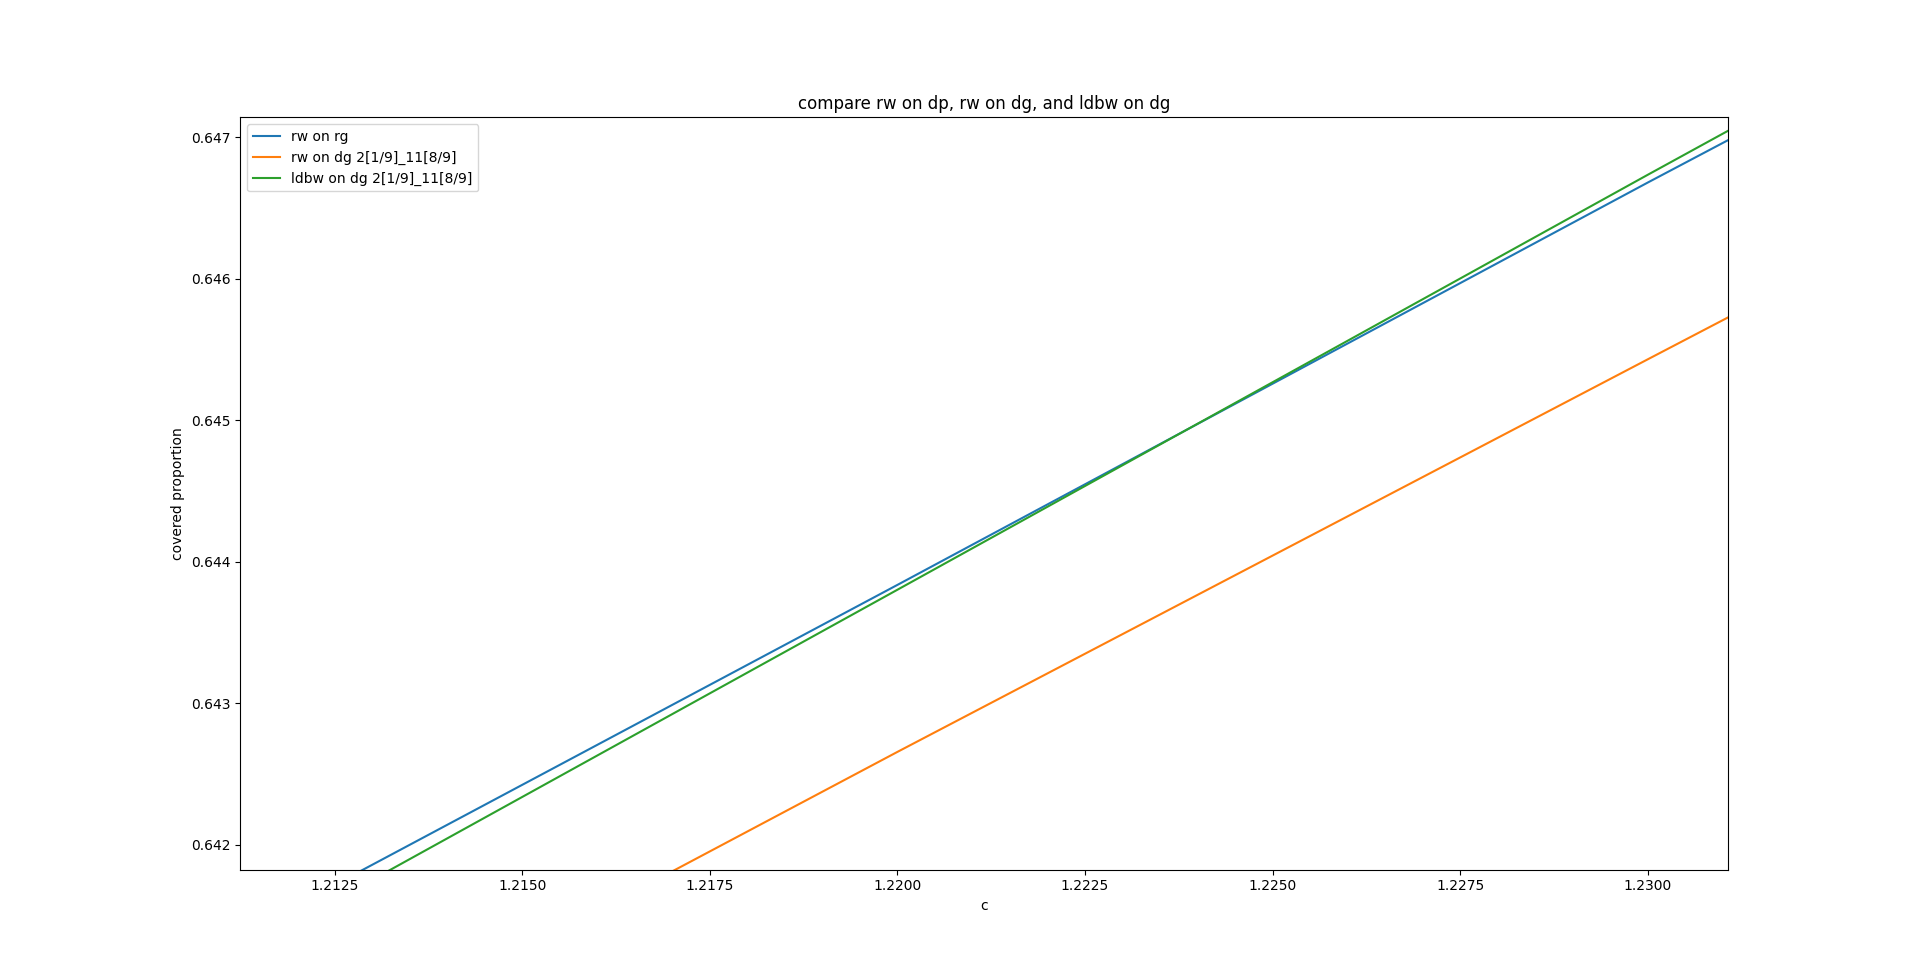 compare rw on dp, rw on dg, and ldbw on dg
rw on rg
rw on dg 2[1/9]_11[8/9]
ldbw on dg 2[1/9]_11[8/9]
0.647
0.646
0.645
0.644
0.643
0.642
covered proportion
1.2125
1.2150
1.2175
1.2200
1.2225
1.2250
1.2275
1.2300
c